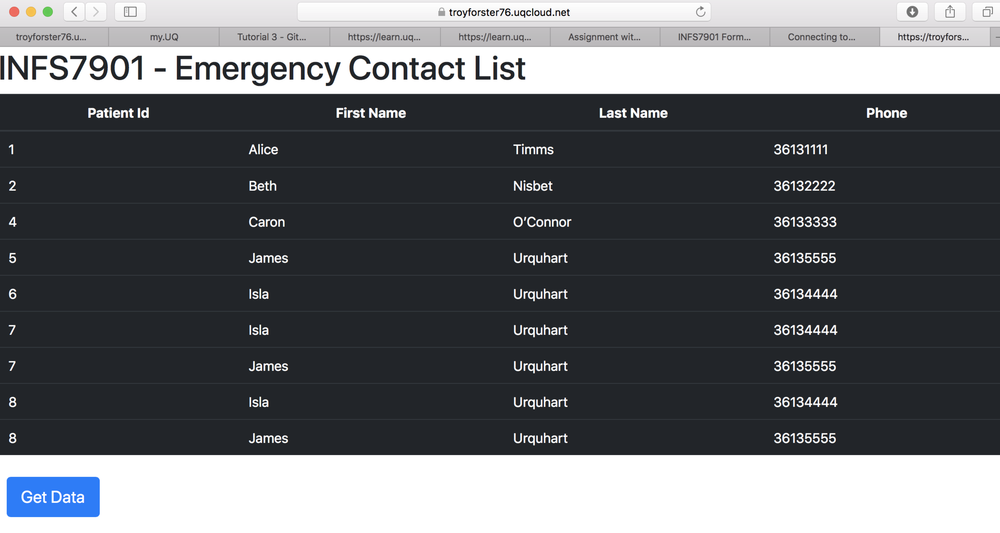 troyforster76.uqcloud.net
troyforster76.u... my.UQ Tutorial 3 - Git... https://learn.uq... https://learn.uq... Assignment wit... INFS7901 Form... Connecting to... https://troyfors...
INFS7901 - Emergency Contact List
Patient Id First Name Last Name Phone
1 Alice Timms 36131111
2 Beth Nisbet 36132222
4 Caron O’Connor 36133333
5 James Urquhart 36135555
6 Isla Urquhart 36134444
7 Isla Urquhart 36134444
7 James Urquhart 36135555
8 Isla Urquhart 36134444
8 James Urquhart 36135555
Get Data